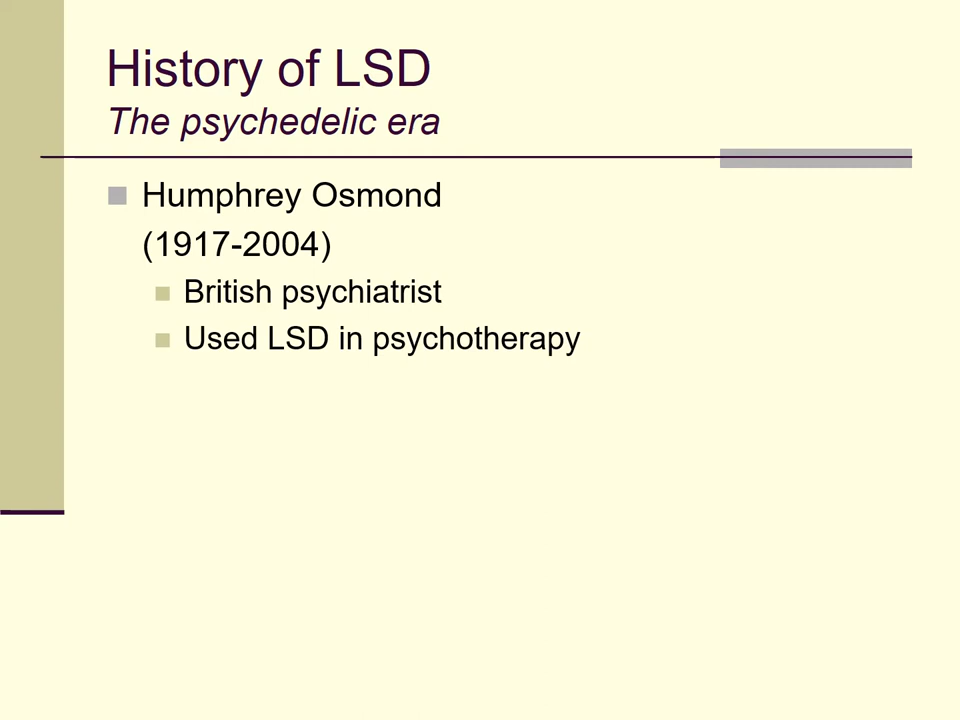 History of LSD
The psychedelic era
Humphrey Osmond
(1917-2004)
British psychiatrist
Used LSD in psychotherapy